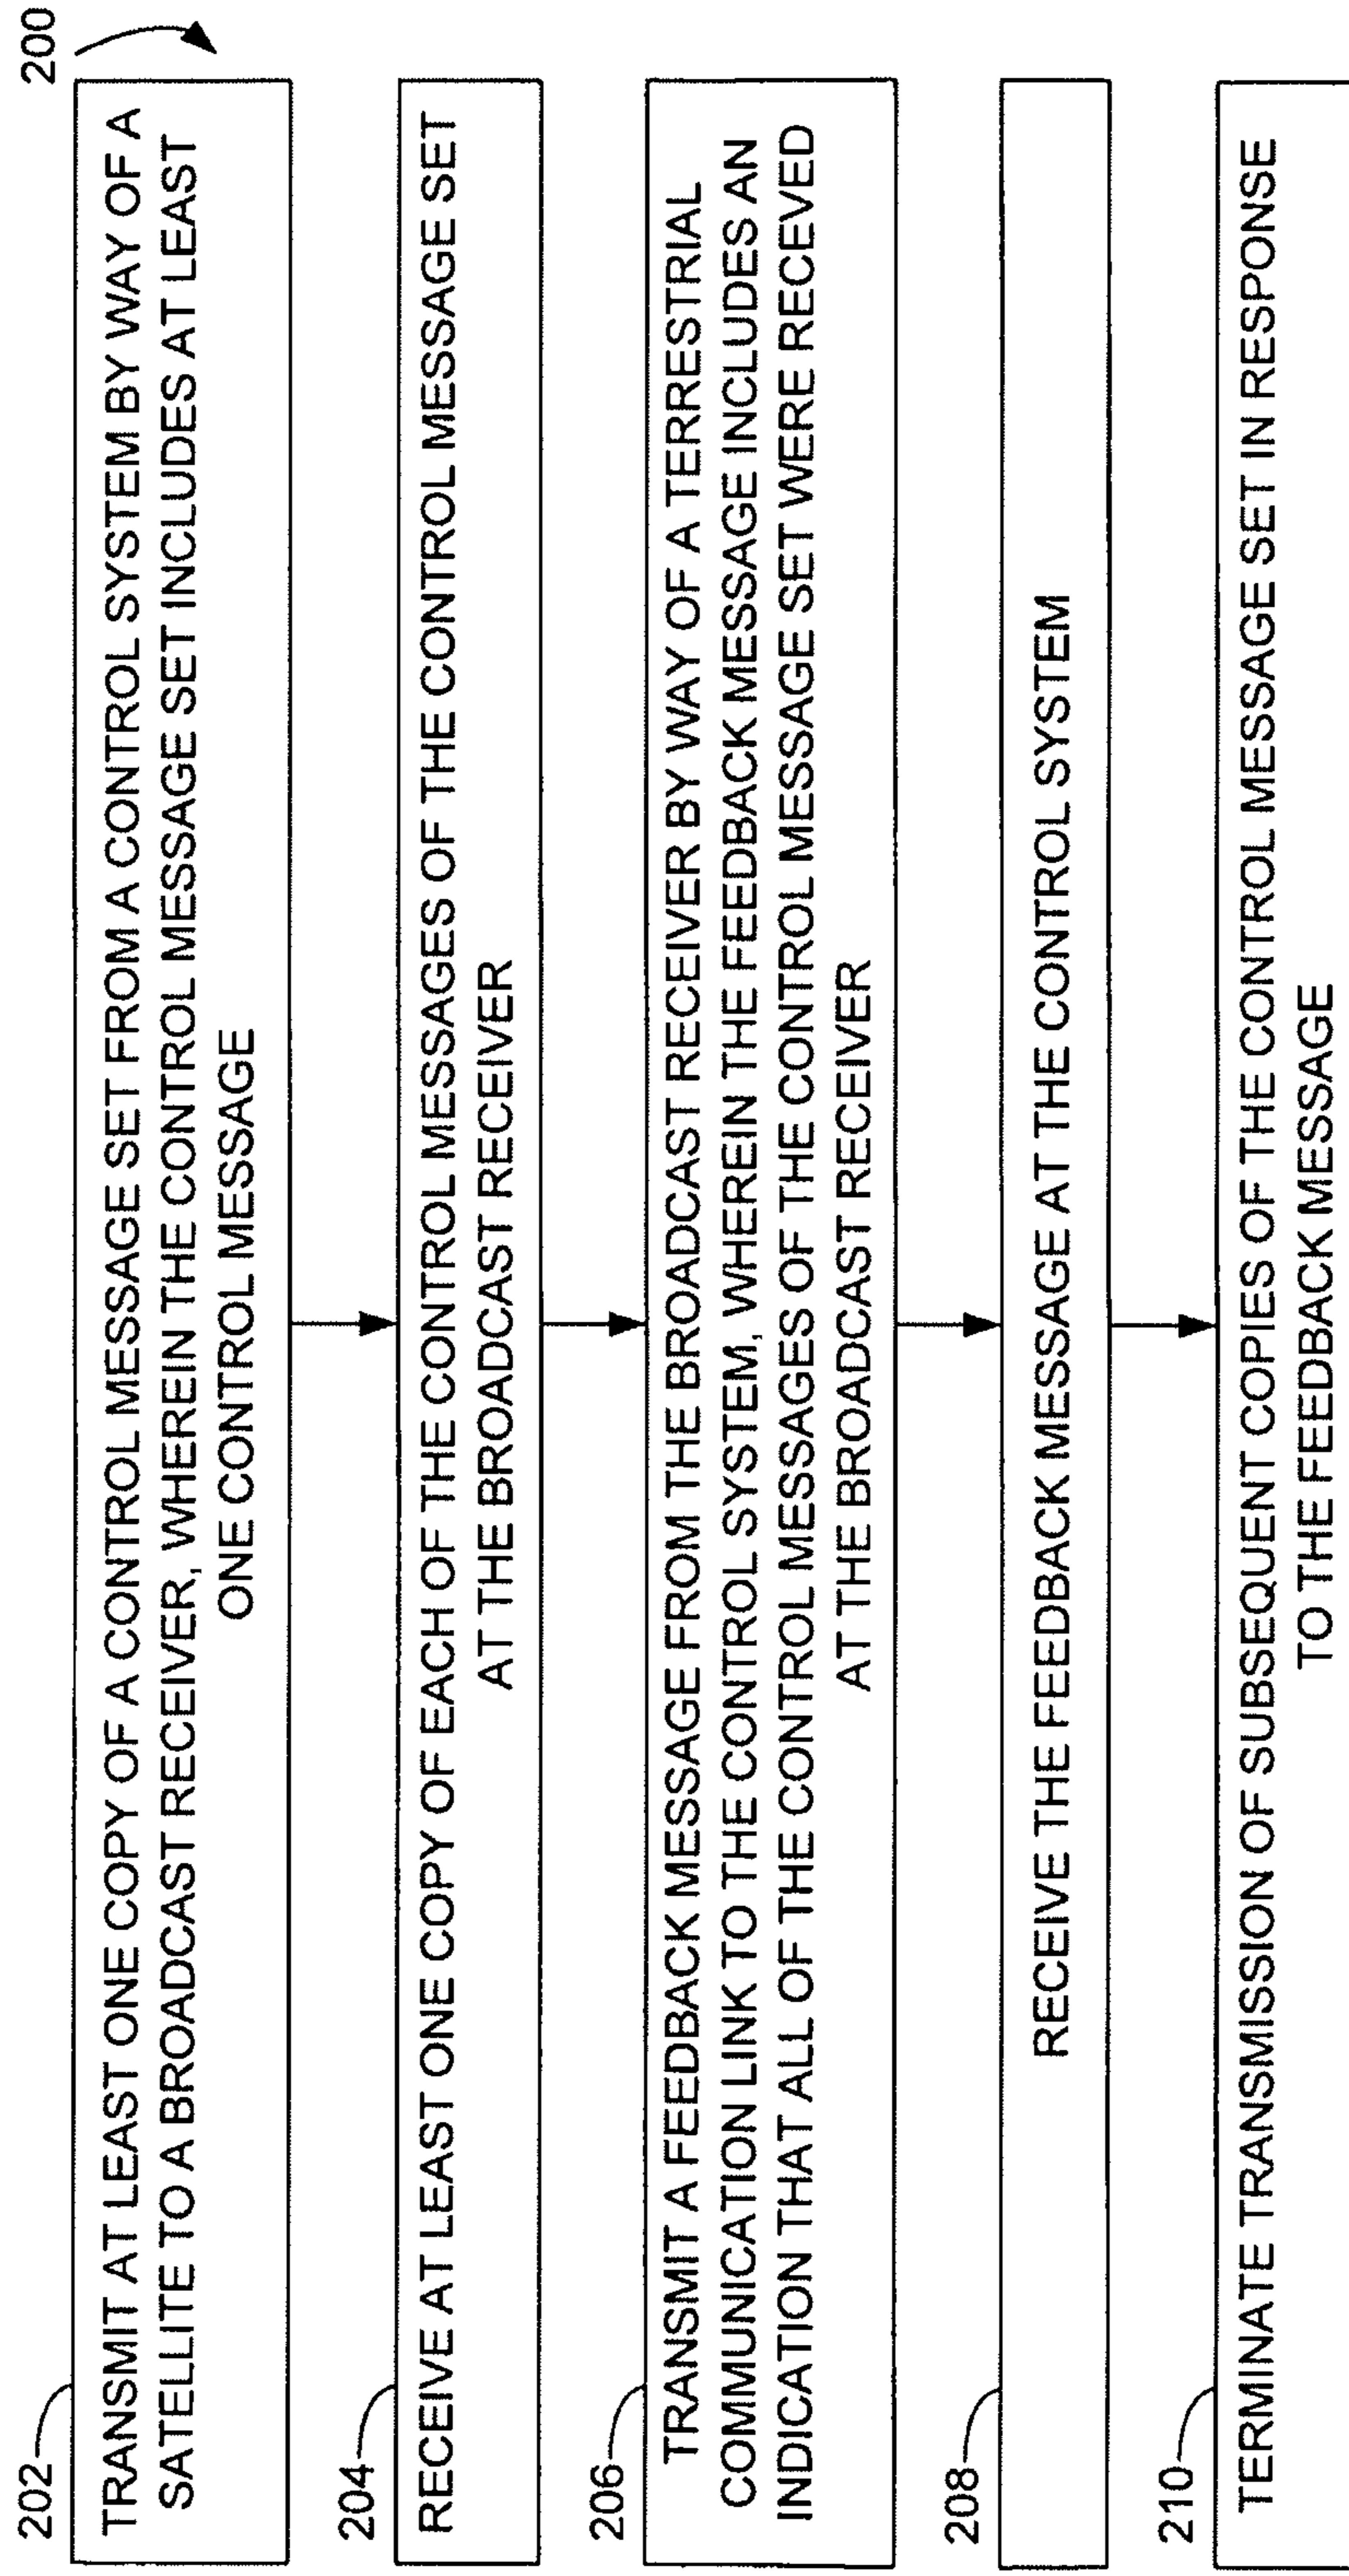 200
202
TRANSMIT AT LEAST ONE COPY OF A CONTROL MESSAGE SET FROM A CONTROL SYSTEM BY WAY OF A
SATELLITE TO A BROADCAST RECEIVER, WHEREIN THE CONTROL MESSAGE SET INCLUDES AT LEAST
ONE CONTROL MESSAGE
204
RECEIVE AT LEAST ONE COPY OF EACH OF THE CONTROL MESSAGES OF THE CONTROL MESSAGE SET
AT THE BROADCAST RECEIVER
206
TRANSMIT A FEEDBACK MESSAGE FROM THE BROADCAST RECEIVER BY WAY OF A TERRESTRIAL
COMMUNICATION LINK TO THE CONTROL SYSTEM, WHEREIN THE FEEDBACK MESSAGE INCLUDES AN
INDICATION THAT ALL OF THE CONTROL MESSAGES OF THE CONTROL MESSAGE SET WERE RECEIVED
AT THE BROADCAST RECEIVER
208
RECEIVE THE FEEDBACK MESSAGE AT THE CONTROL SYSTEM
210
TERMINATE TRANSMISSION OF SUBSEQUENT COPIES OF THE CONTROL MESSAGE SET IN RESPONSE
TO THE FEEDBACK MESSAGE